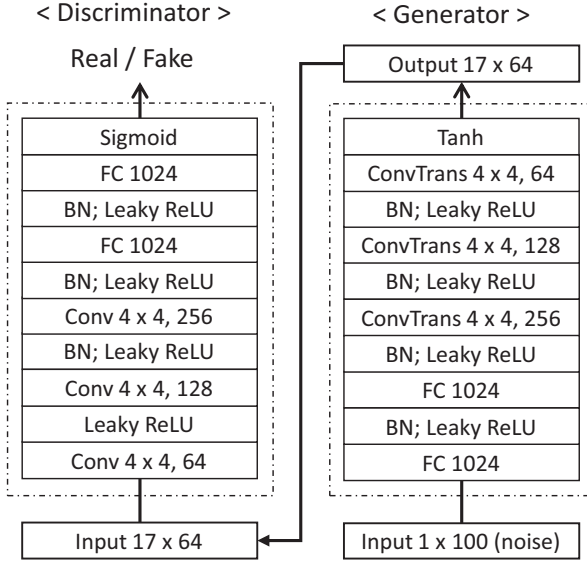 < Discriminator >
Real / Fake
Sigmoid
FC 1024
BN; Leaky ReLU
FC 1024
BN; Leaky ReLU
Conv 4 x 4, 256
BN; Leaky ReLU
Conv 4 x 4, 128
Leaky ReLU
Conv 4 x 4, 64
Input 17 x 64
< Generator >
Output 17 x 64
Tanh
ConvTrans 4 x 4, 64
BN; Leaky ReLU
ConvTrans 4 x 4, 128
BN; Leaky ReLU
ConvTrans 4 x 4, 256
BN; Leaky ReLU
FC 1024
BN; Leaky ReLU
FC 1024
Input 1 x 100 (noise)